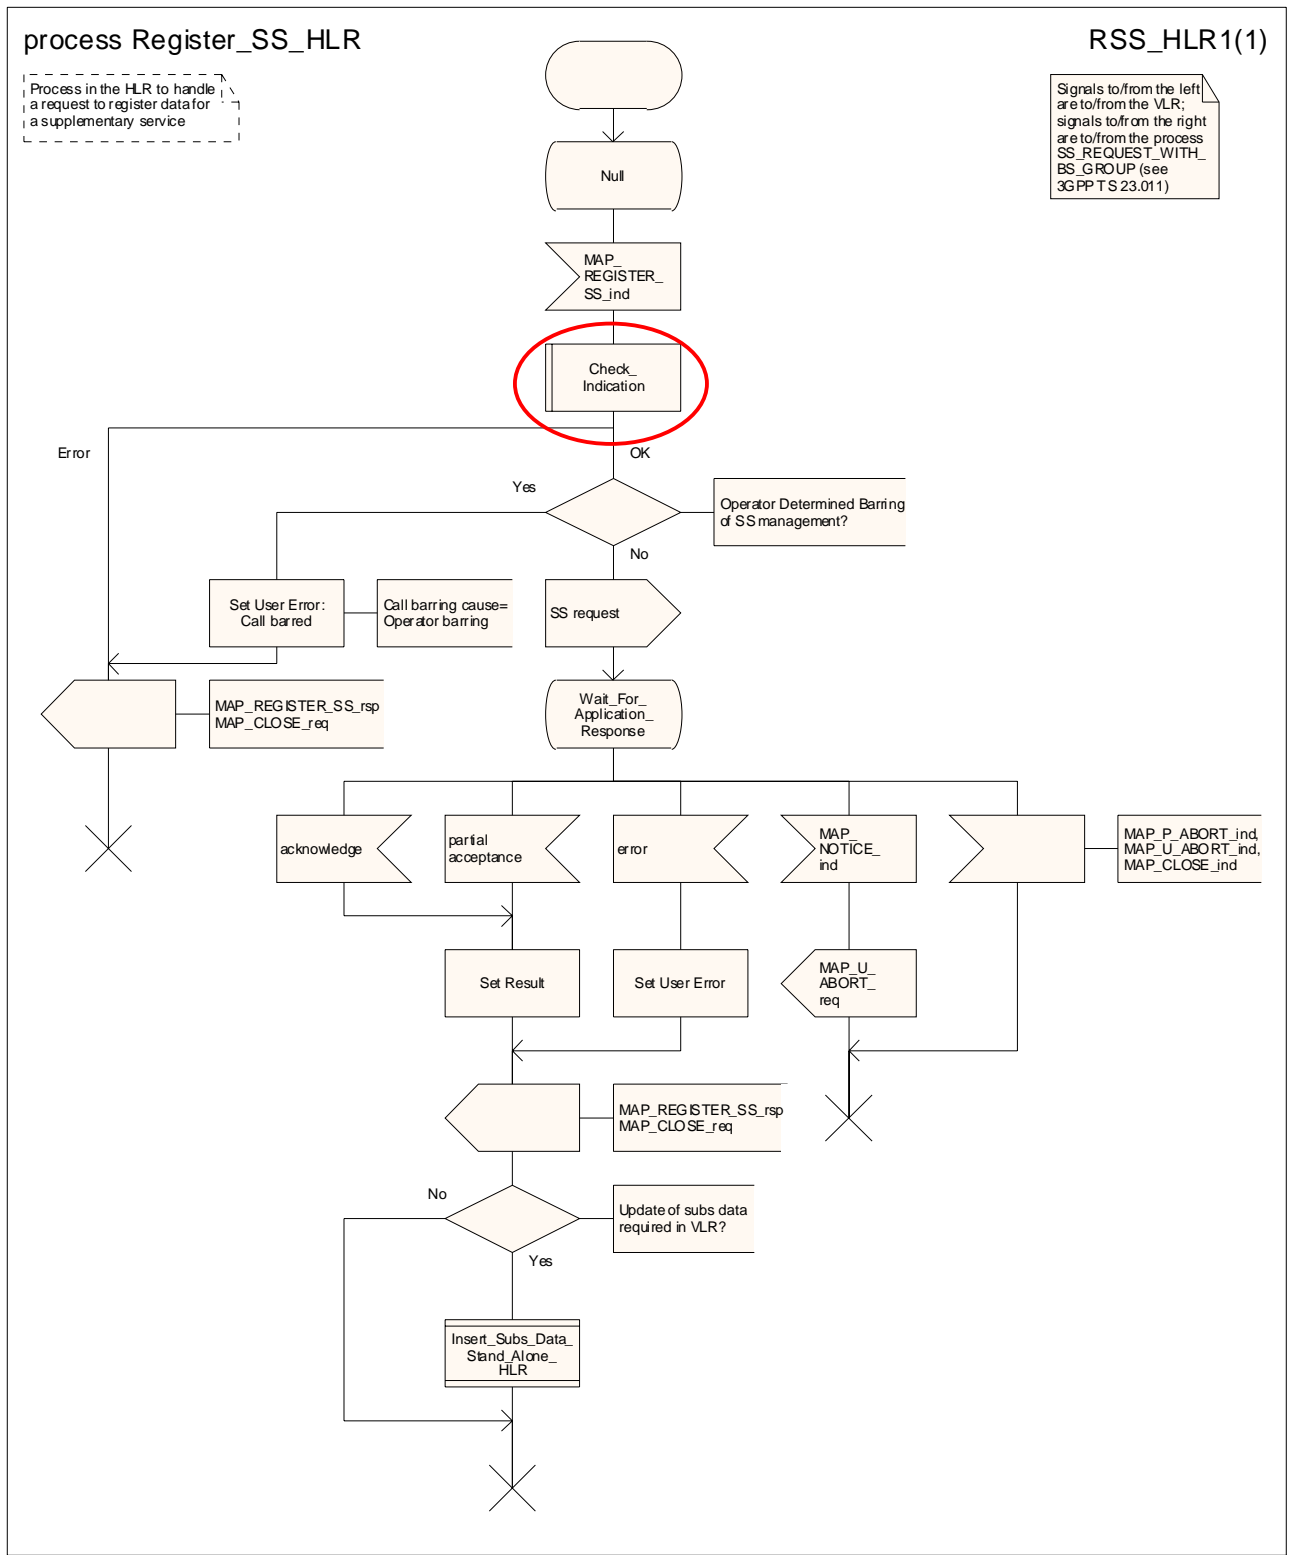 process Register_SS_HLR
RSS_HLR1(1)
Process in the HLR to handle
a request to register data for
a supplementary service
Signals to/from the left
are to/from the VLR;
signals to/from the right
are to/from the process
SS_REQUEST_WITH_
BS_GROUP (see
3GPP TS 23.011)
Null
MAP_
REGISTER_
SS_ind
Check_
Indication
Error
OK
Yes
Operator Determined Barring
of SS management?
No
Set User Error:
Call barred
Call barring cause=
Operator barring
SS request
MAP_REGISTER_SS_rsp
MAP_CLOSE_req
Wait_For_
Application_
Response
acknowledge
partial
acceptance
error
MAP_
NOTICE_
ind
MAP_P_ABORT_ind,
MAP_U_ABORT_ind,
MAP_CLOSE_ind
Set Result
Set User Error
MAP_U_
ABORT_
req
MAP_REGISTER_SS_rsp
MAP_CLOSE_req
No
Update of subs data
required in VLR?
Yes
Insert_Subs_Data_
Stand_Alone_
HLR